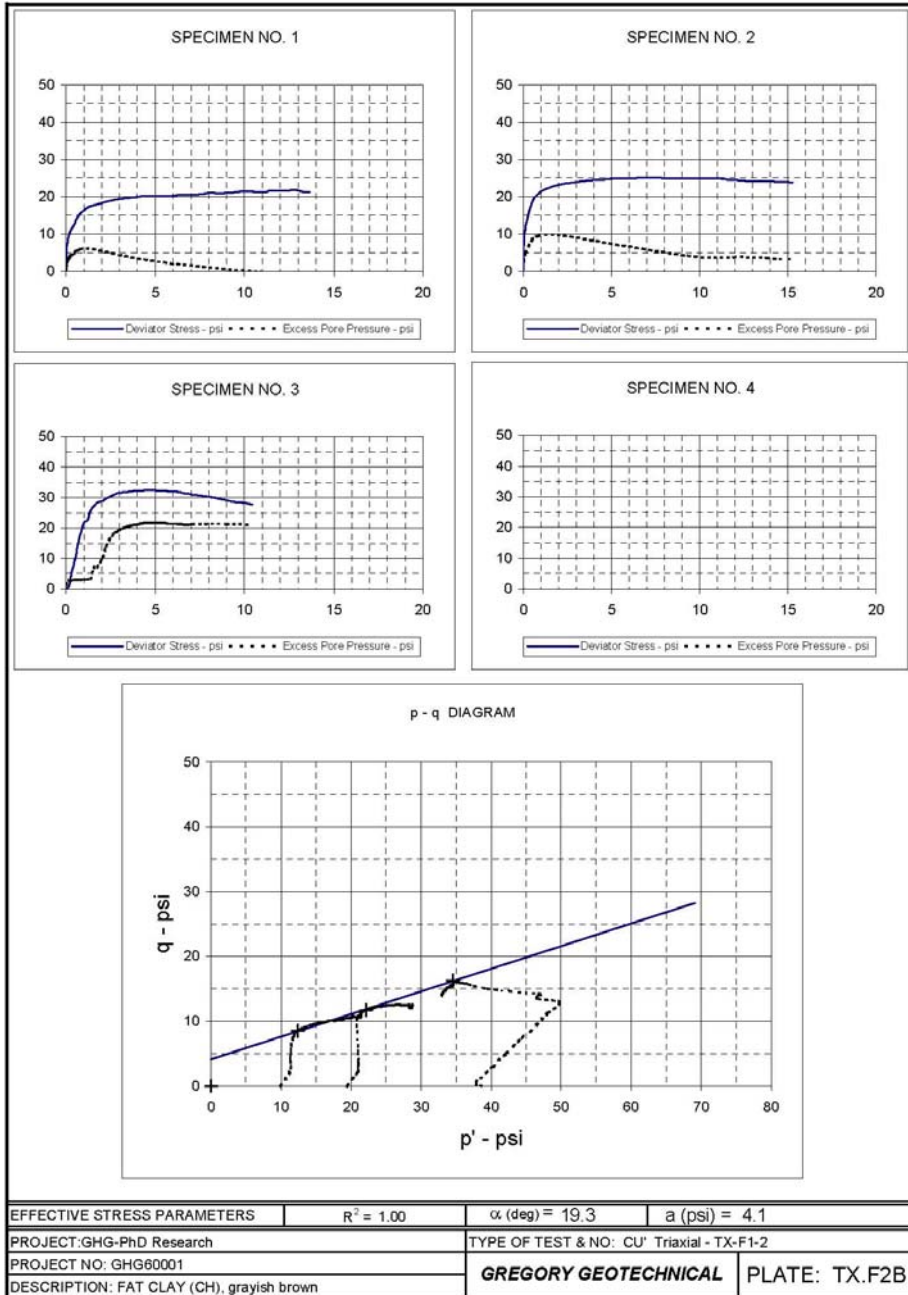 SPECIMEN NO. 1
50
40
30
20
10
0
0 5 10 15 20
Deviator Stress - psi Excess Pore Pressure - psi
SPECIMEN NO. 2
50
40
30
20
10
0
0 5 10 15 20
Deviator Stress - psi Excess Pore Pressure - psi
SPECIMEN NO. 3
50
40
30
20
10
0
0 5 10 15 20
Deviator Stress - psi Excess Pore Pressure - psi
SPECIMEN NO. 4
50
40
30
20
10
0
0 5 10 15 20
Deviator Stress - psi Excess Pore Pressure - psi
p - q DIAGRAM
q - psi
50
40
30
20
10
0
0 10 20 30 40 50 60 70 80
p' - psi
EFFECTIVE STRESS PARAMETERS R² = 1.00 α (deg) = 19.3 a (psi) = 4.1
PROJECT:GHG-PhD Research TYPE OF TEST & NO: CU' Triaxial - TX-F1-2
PROJECT NO: GHG60001
DESCRIPTION: FAT CLAY (CH), grayish brown
GREGORY GEOTECHNICAL PLATE: TX.F2B